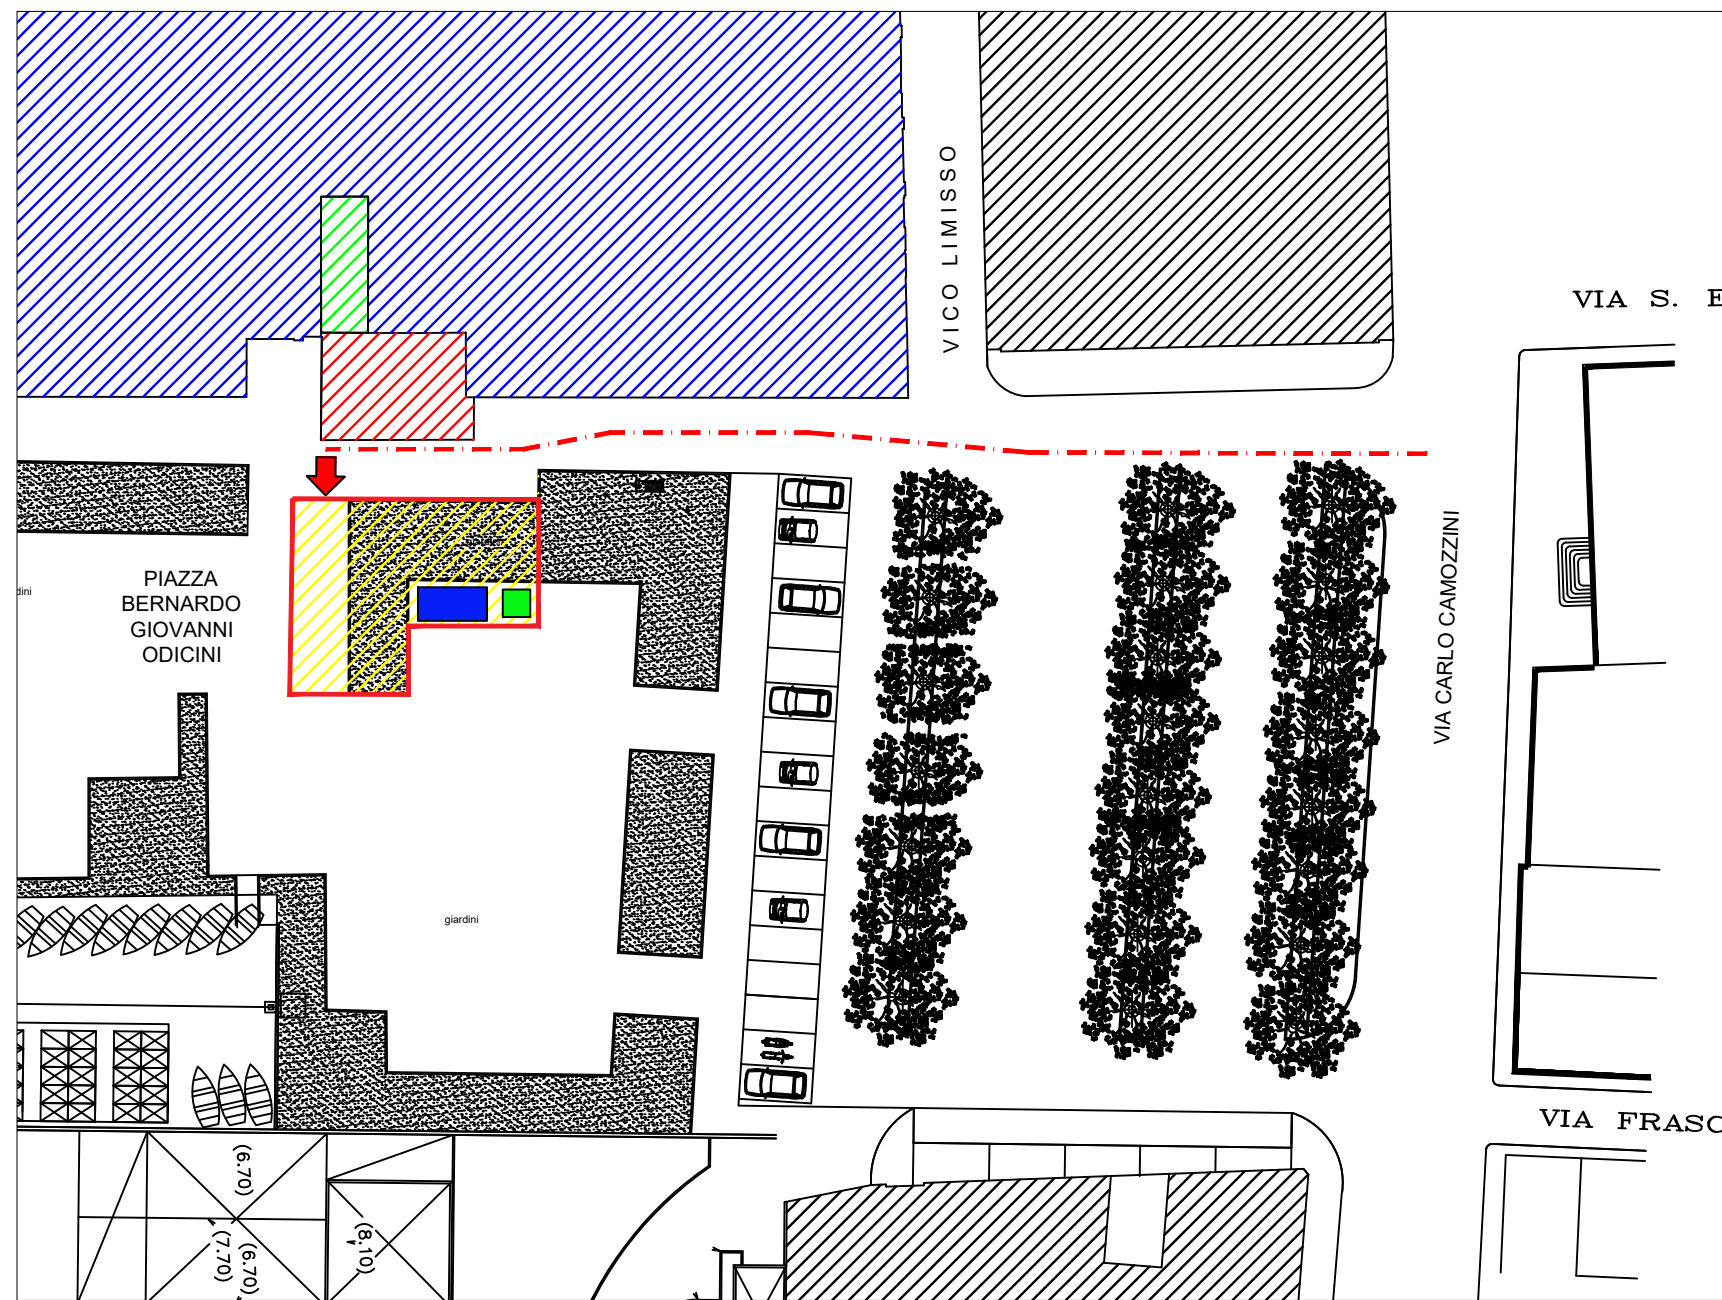 VICO LIMISSO
VIA S. E
dini
PIAZZA
BERNARDO
GIOVANNI
ODICINI
VIA CARLO CAMOZZINI
giardini
VIA FRASC
(6.70)
(7.70)
(6.70)
(8.10)